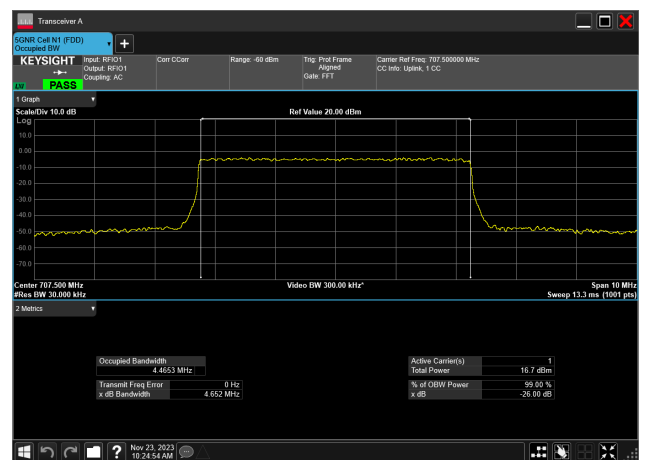 Transceiver A
5GNR Cell N1 (FDD)
Occupied BW
KEYSIGHT
Input: RFIO1
Output: RFIO1
Coupling: AC
Corr CCorr
Range: -60 dBm
Trig: Prot Frame
Aligned
Gate: FFT
Carrier Ref Freq: 707.500000 MHz
CC Info: Uplink, 1 CC
LV PASS
1 Graph
Scale/Div 10.0 dB
Ref Value 20.00 dBm
Log
10.0
0.00
-10.0
-20.0
-30.0
-40.0
-50.0
-60.0
-70.0
Center 707.500 MHz
Video BW 300.00 kHz^
Span 10 MHz
#Res BW 30.000 kHz
Sweep 13.3 ms (1001 pts)
2 Metrics
Occupied Bandwidth
4.4653 MHz
Active Carrier(s) 1
Total Power 16.7 dBm
Transmit Freq Error 0 Hz
x dB Bandwidth 4.652 MHz
% of OBW Power 99.00 %
x dB -26.00 dB
Nov 23, 2023
10:24:54 AM